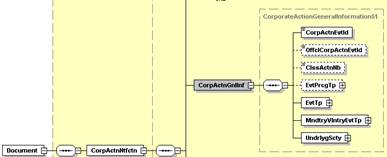 CorporateActionGeneralInformation51
CorpActnEvtId
OffclCorpActnEvtId
ClssActnNb
CorpActnGnlInf
EvtPrcgTp
EvtTp
MndtryVlntryEvtTp
UndrlygScty
Document
CorpActnNtfctn